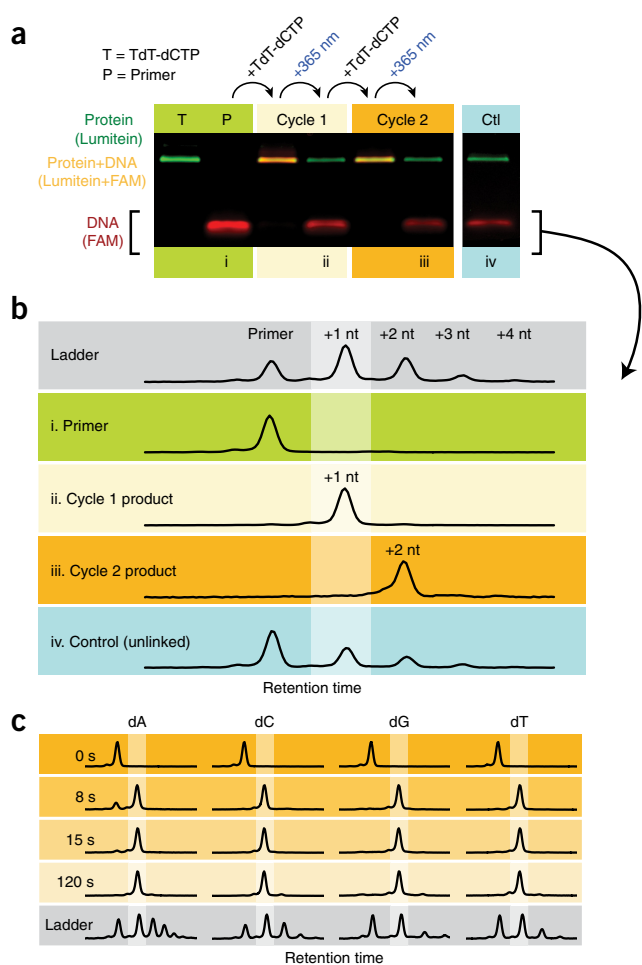 a
T = TdT-dCTP
P = Primer
+TdT-dCTP
+365 nm
+TdT-dCTP
+365 nm
T P Cycle 1 Cycle 2 Ctl
Protein
(Lumitein)
Protein+DNA
(Lumitein+FAM)
DNA
(FAM)
i ii iii iv
b
Primer +1 nt +2 nt +3 nt +4 nt
Ladder
i. Primer
+1 nt
ii. Cycle 1 product
+2 nt
iii. Cycle 2 product
iv. Control (unlinked)
Retention time
c
dA dC dG dT
0 s
8 s
15 s
120 s
Ladder
Retention time